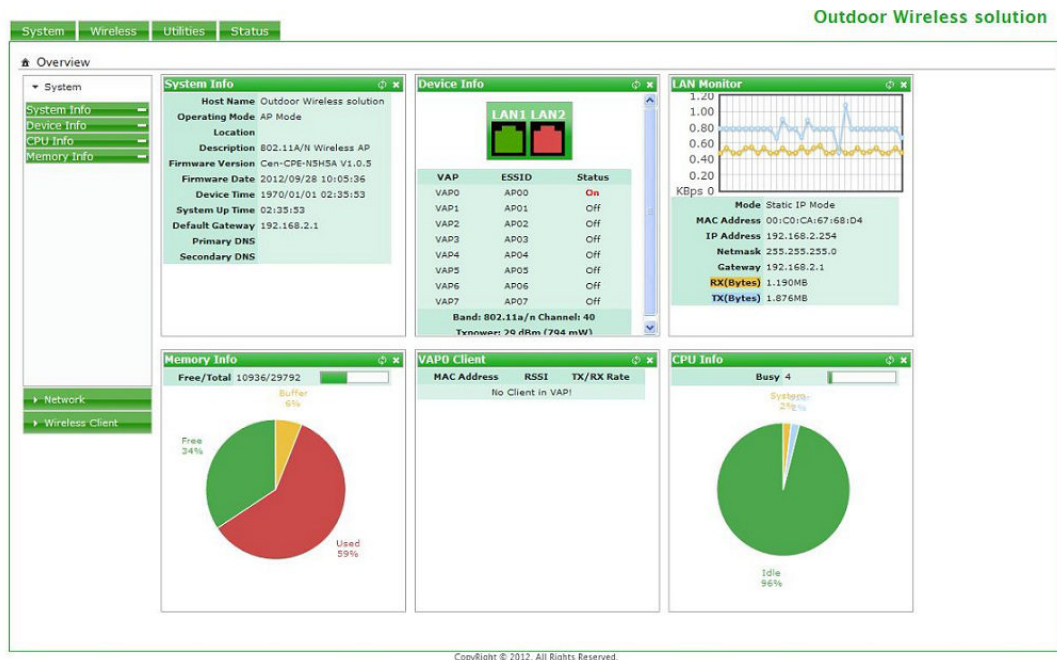 Outdoor Wireless solution
System Wireless Utilities Status
Overview
System
System Info
Device Info
CPU Info
Memory Info
Network
Wireless Client
System Info
Host Name Outdoor Wireless solution
Operating Mode AP Mode
Location
Description 802.11A/N Wireless AP
Firmware Version Cen-CPE-N5H5A V1.0.5
Firmware Date 2012/09/28 10:05:36
Device Time 1970/01/01 02:35:53
System Up Time 02:35:53
Default Gateway 192.168.2.1
Primary DNS
Secondary DNS
Device Info
LAN1 LAN2
VAP ESSID Status
VAP0 AP00 On
VAP1 AP01 Off
VAP2 AP02 Off
VAP3 AP03 Off
VAP4 AP04 Off
VAP5 AP05 Off
VAP6 AP06 Off
VAP7 AP07 Off
Band: 802.11a/n Channel: 40
Txpower: 29 dBm (794 mW)
LAN Monitor
1.20
1.00
0.80
0.60
0.40
0.20
KBps 0
Mode Static IP Mode
MAC Address 00:C0:CA:67:68:D4
IP Address 192.168.2.254
Netmask 255.255.255.0
Gateway 192.168.2.1
RX(Bytes) 1.190MB
TX(Bytes) 1.876MB
Memory Info
Free/Total 10936/29792
Buffer
6%
Free
34%
Used
59%
VAP0 Client
MAC Address RSSI TX/RX Rate
No Client in VAP!
CPU Info
Busy 4
System
2%
2%
Idle
96%
CopyRight © 2012. All Rights Reserved.